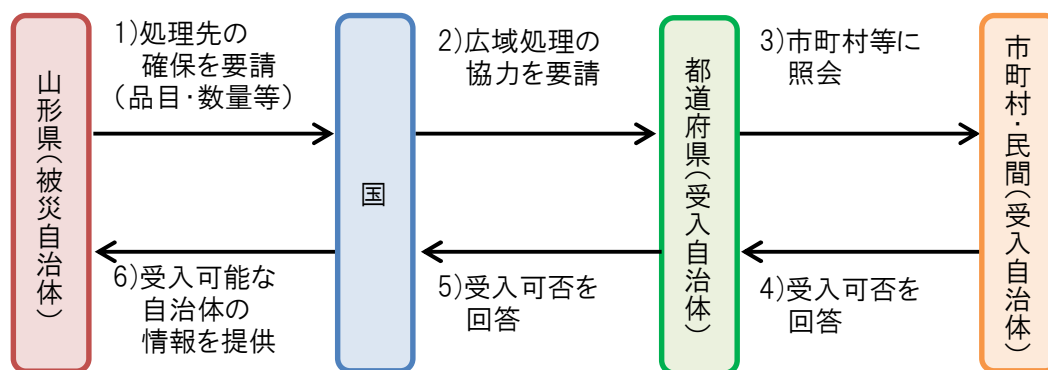 山形県(被災自治体)
1)処理先の
確保を要請
(品目・数量等)
国
2)広域処理の
協力を要請
都道府県(受入自治体)
3)市町村等に
照会
市町村・民間(受入自治体)
4)受入可否を
回答
5)受入可否を
回答
6)受入可能な
自治体の
情報を提供